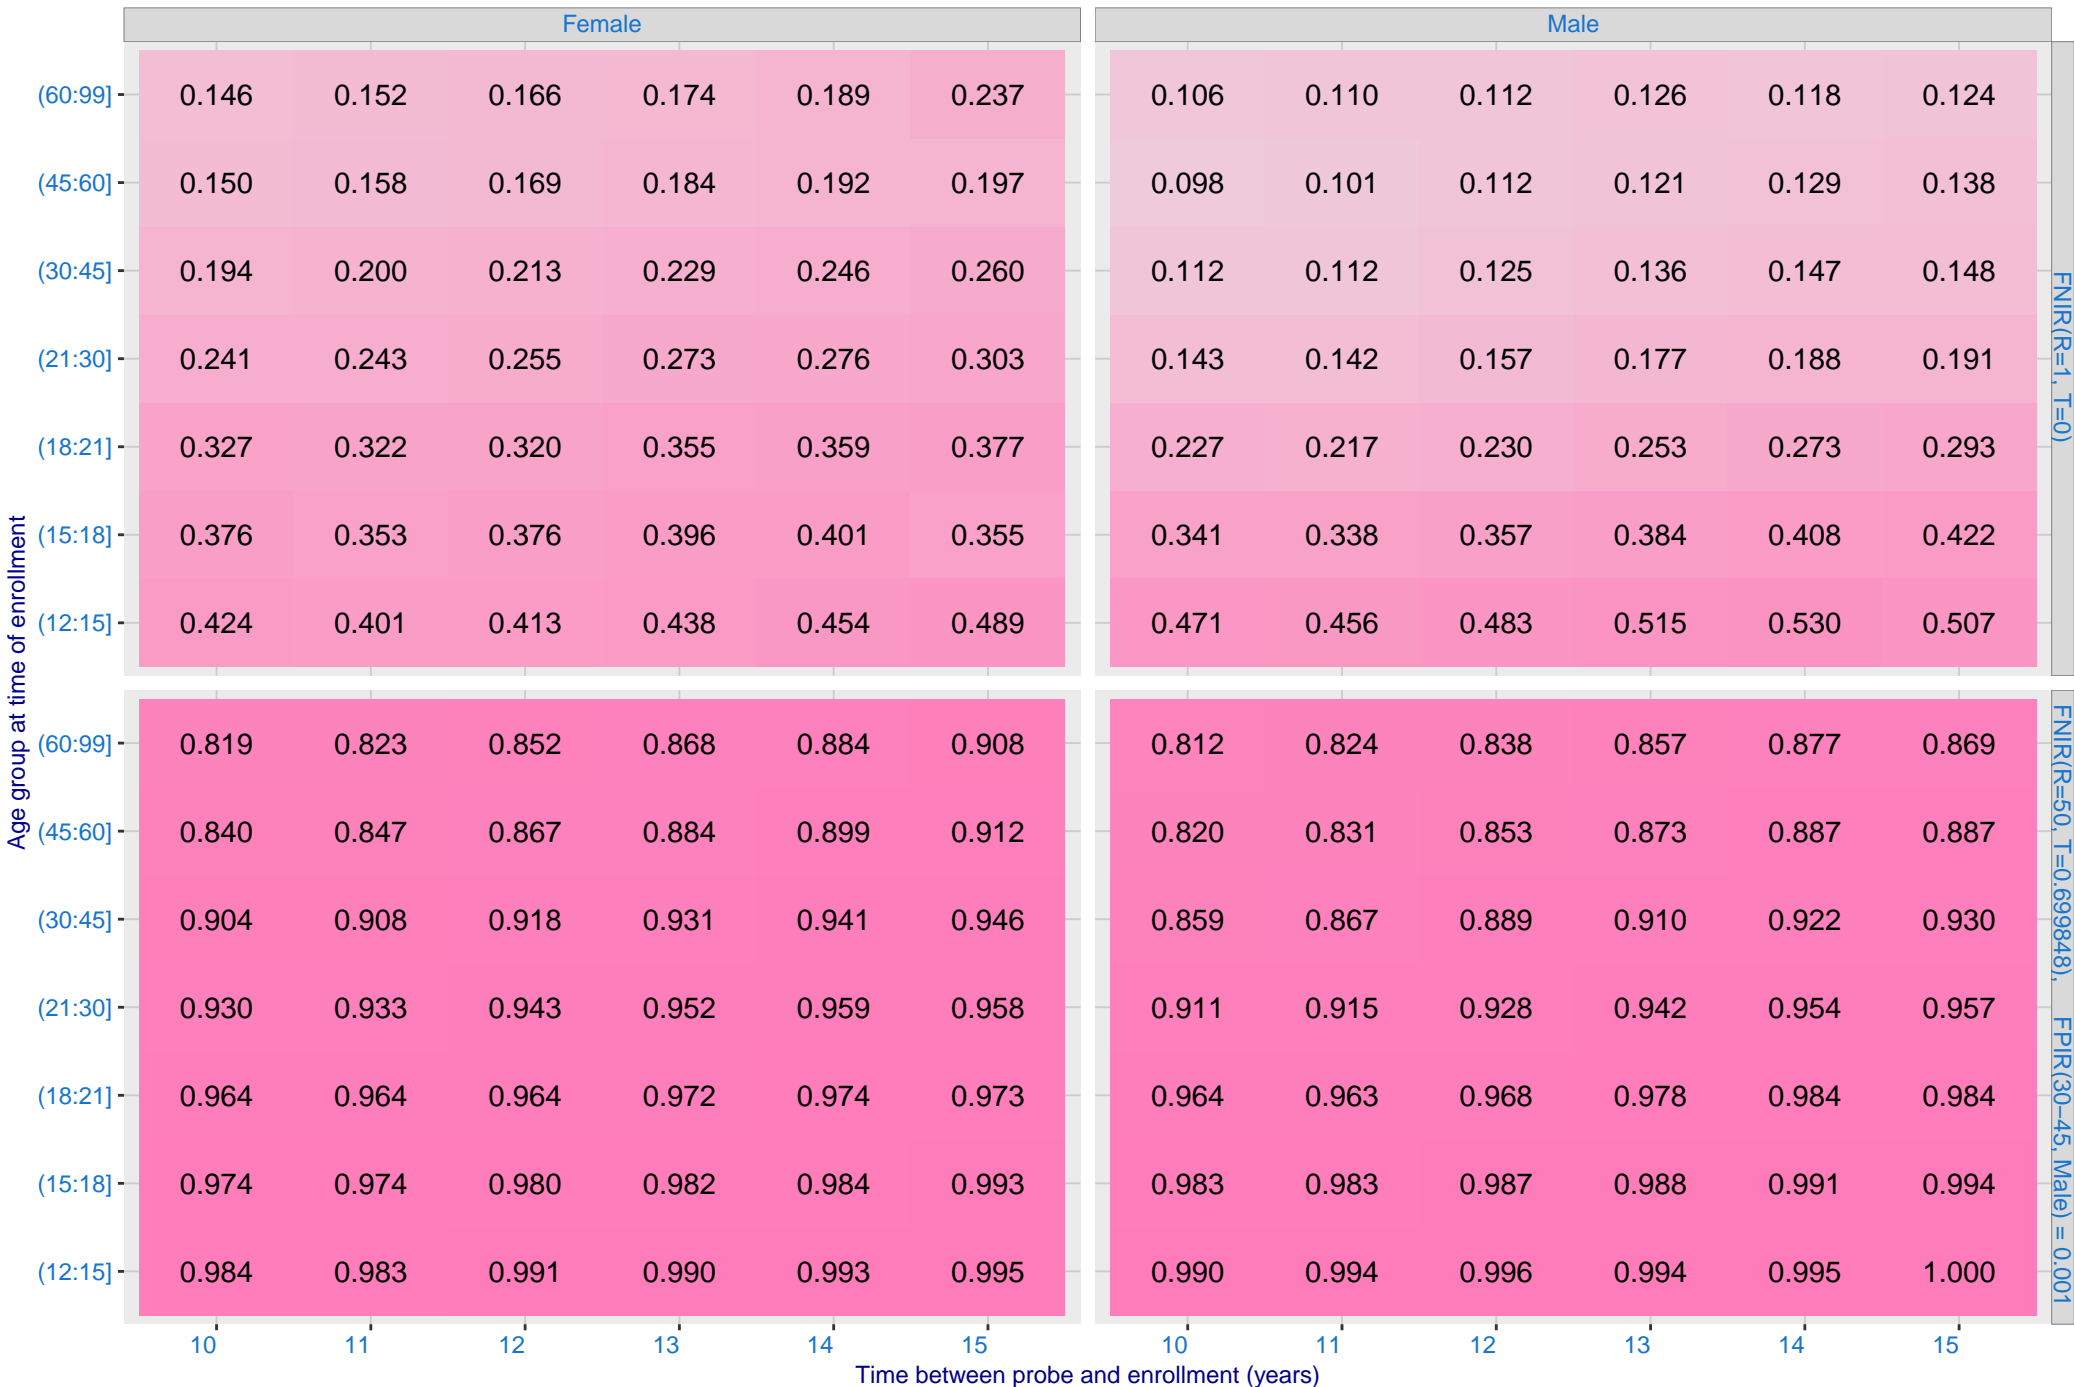 Female Male
(60:99] 0.146 0.152 0.166 0.174 0.189 0.237 0.106 0.110 0.112 0.126 0.118 0.124
(45:60] 0.150 0.158 0.169 0.184 0.192 0.197 0.098 0.101 0.112 0.121 0.129 0.138
(30:45] 0.194 0.200 0.213 0.229 0.246 0.260 0.112 0.112 0.125 0.136 0.147 0.148
(21:30] 0.241 0.243 0.255 0.273 0.276 0.303 0.143 0.142 0.157 0.177 0.188 0.191
(18:21] 0.327 0.322 0.320 0.355 0.359 0.377 0.227 0.217 0.230 0.253 0.273 0.293
(15:18] 0.376 0.353 0.376 0.396 0.401 0.355 0.341 0.338 0.357 0.384 0.408 0.422
(12:15] 0.424 0.401 0.413 0.438 0.454 0.489 0.471 0.456 0.483 0.515 0.530 0.507
FNIR(R=1, T=0)
Age group at time of enrollment
(60:99] 0.819 0.823 0.852 0.868 0.884 0.908 0.812 0.824 0.838 0.857 0.877 0.869
(45:60] 0.840 0.847 0.867 0.884 0.899 0.912 0.820 0.831 0.853 0.873 0.887 0.887
(30:45] 0.904 0.908 0.918 0.931 0.941 0.946 0.859 0.867 0.889 0.910 0.922 0.930
(21:30] 0.930 0.933 0.943 0.952 0.959 0.958 0.911 0.915 0.928 0.942 0.954 0.957
(18:21] 0.964 0.964 0.964 0.972 0.974 0.973 0.964 0.963 0.968 0.978 0.984 0.984
(15:18] 0.974 0.974 0.980 0.982 0.984 0.993 0.983 0.983 0.987 0.988 0.991 0.994
(12:15] 0.984 0.983 0.991 0.990 0.993 0.995 0.990 0.994 0.996 0.994 0.995 1.000
FNIR(R=50, T=0.699848), FPIR(30–45, Male) = 0.001
10 11 12 13 14 15 10 11 12 13 14 15
Time between probe and enrollment (years)